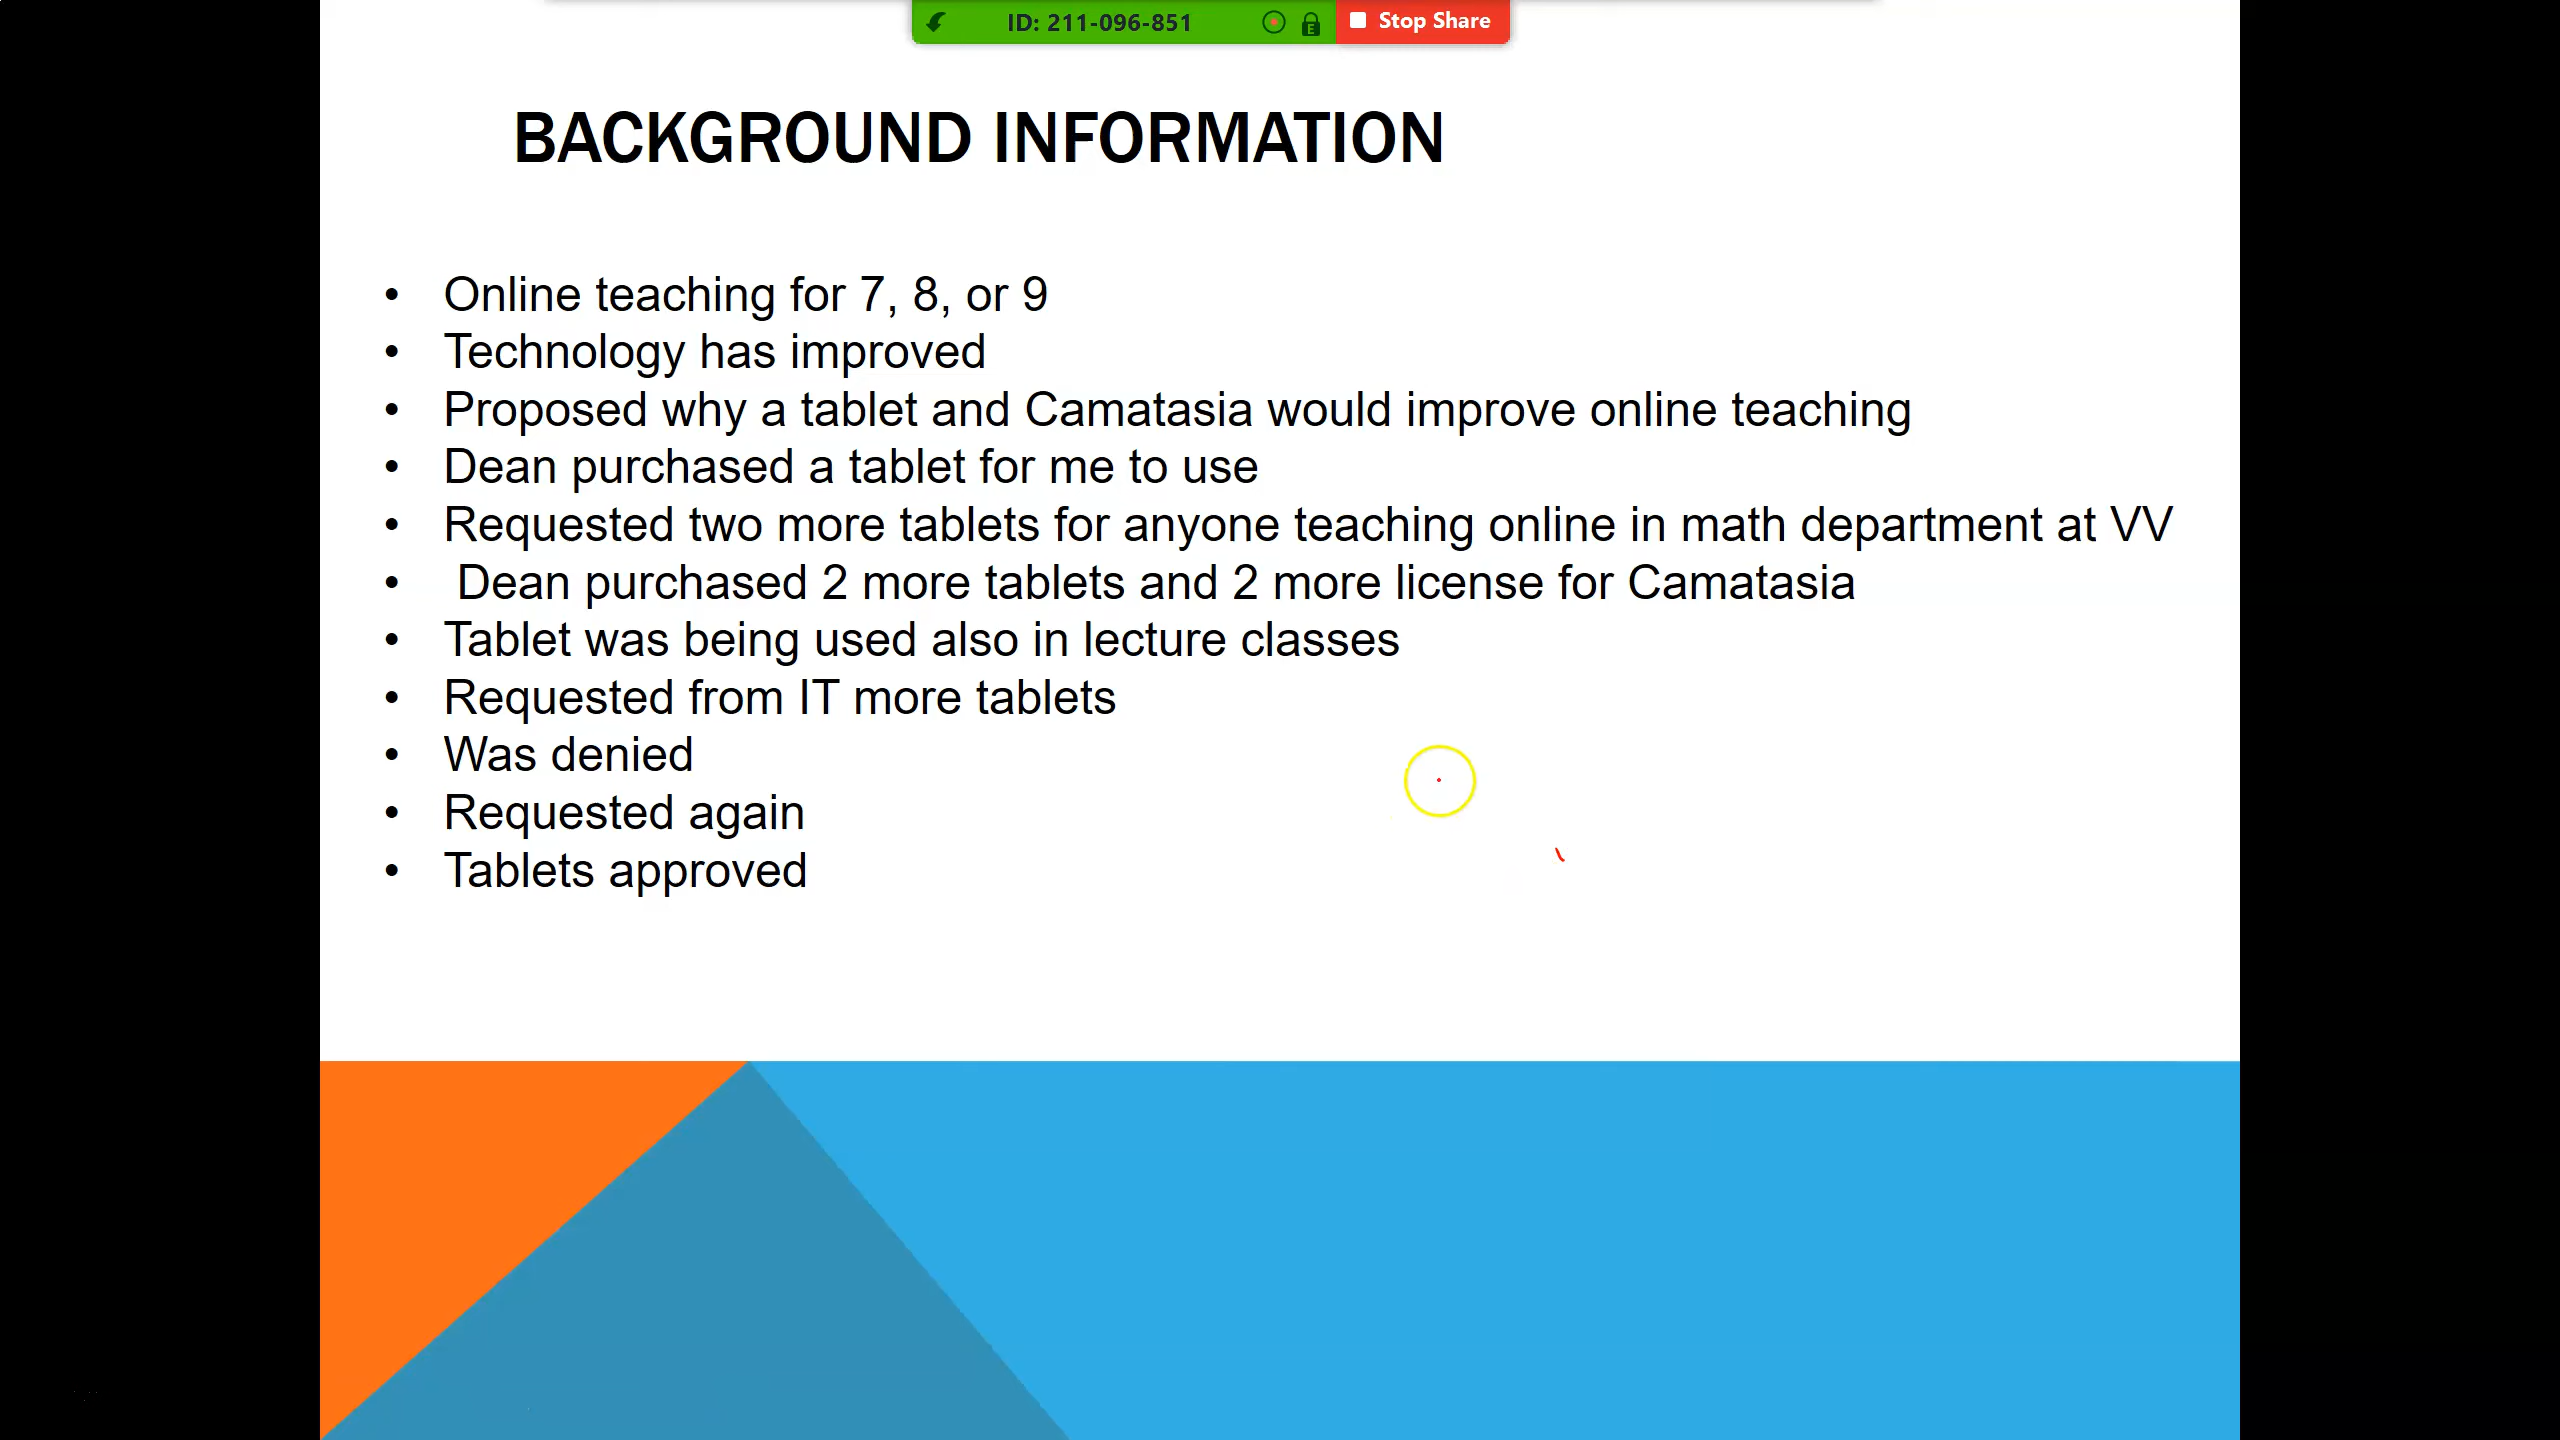 ID: 211-096-851 Stop Share
BACKGROUND INFORMATION
• Online teaching for 7, 8, or 9
• Technology has improved
• Proposed why a tablet and Camatasia would improve online teaching
• Dean purchased a tablet for me to use
• Requested two more tablets for anyone teaching online in math department at VV
• Dean purchased 2 more tablets and 2 more license for Camatasia
• Tablet was being used also in lecture classes
• Requested from IT more tablets
• Was denied
• Requested again
• Tablets approved